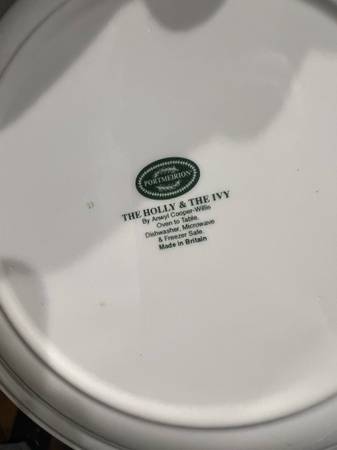 PORTMEIRION
THE HOLLY & THE IVY
By Anwyl Cooper-Willis
Oven to Table.
Dishwasher, Microwave
& Freezer Safe.
Made in Britain